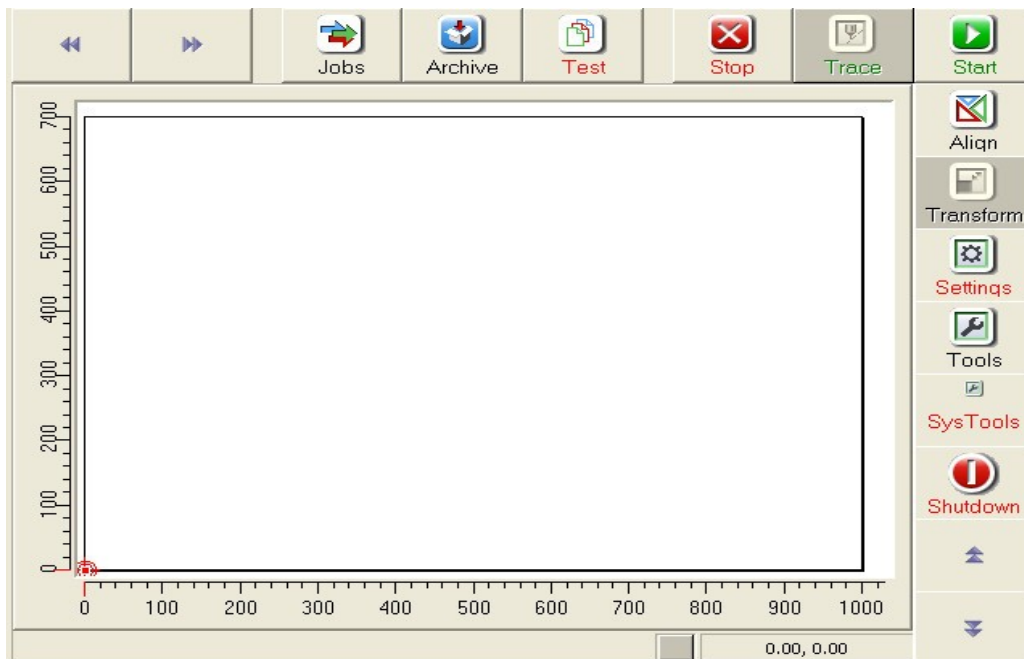 Jobs Archive Test Stop Trace Start
Align
Transform
Settings
Tools
SysTools
Shutdown
700
600
500
400
300
200
100
0
0 100 200 300 400 500 600 700 800 900 1000
0.00, 0.00